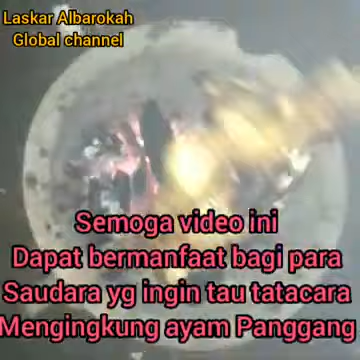 Laskar Albarokah
Global channel
Semoga video ini
Dapat bermanfaat bagi para
Saudara yg ingin tau tatacara
Mengingkung ayam Panggang